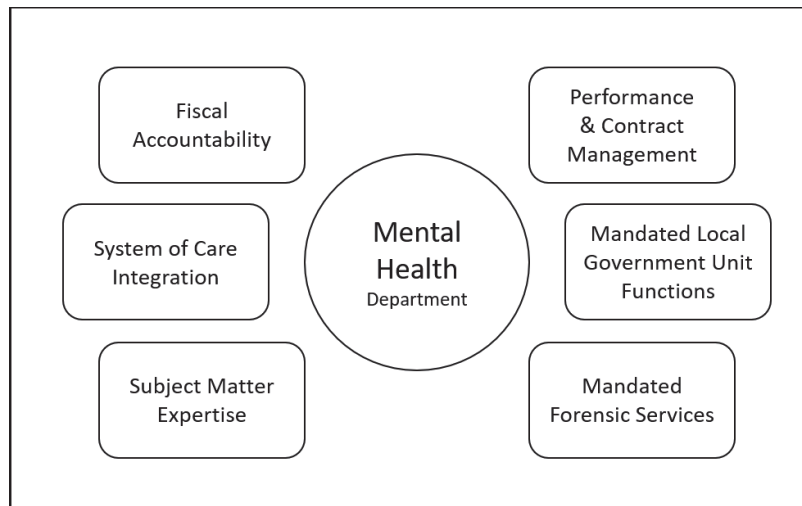 Fiscal
Accountability
System of Care
Integration
Subject Matter
Expertise
Mental
Health
Department
Performance
& Contract
Management
Mandated Local
Government Unit
Functions
Mandated
Forensic Services